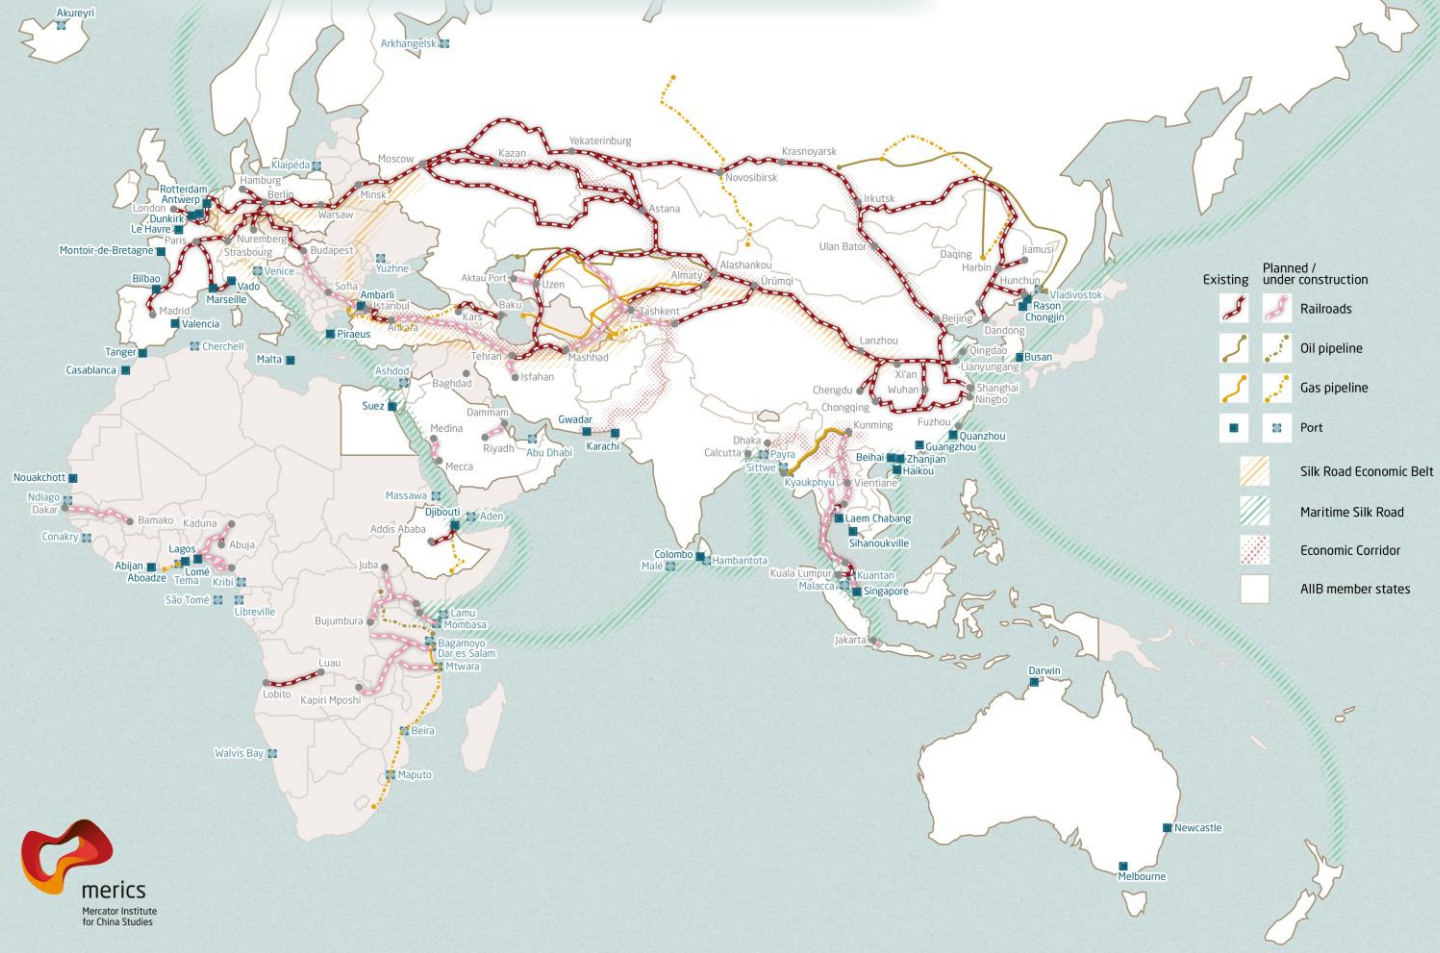 Akureyri
Arkhangelsk
Yekaterinburg
Kazan
Moscow
Krasnoyarsk
Novosibirsk
Klaipėda
Hamburg
Rotterdam
Antwerp
Berlin
Minsk
London
Dunkirk
Warsaw
Le Havre
Paris
Nuremberg
Strasbourg
Budapest
Montoir-de-Bretagne
Venice
Yuzhne
Bilbao
Vado
Marseille
Sofia
Ambarli
Istanbul
Madrid
Valencia
Ankara
Piraeus
Tanger
Cherchell
Malta
Casablanca
Irkutsk
Astana
Ulan Bator
Daqing
Harbin
Jiamusi
Hunchun
Vladivostok
Rason
Chongjin
Alashankou
Almaty
Ürümqi
Aktau Port
Uzen
Baku
Kars
Tashkent
Beijing
Dandong
Tehran
Mashhad
Isfahan
Baghdad
Ashdod
Suez
Lanzhou
Qingdao
Lianyungang
Busan
Xi'an
Chengdu
Wuhan
Shanghai
Ningbo
Chongqing
Fuzhou
Quanzhou
Guangzhou
Kunming
Beihai
Zhanjian
Haikou
Dammam
Medina
Riyadh
Abu Dhabi
Mecca
Gwadar
Karachi
Dhaka
Calcutta
Payra
Sittwe
Kyaukphyu
Vientiane
Laem Chabang
Sihanoukville
Massawa
Djibouti
Aden
Addis Ababa
Nouakchott
Ndiago
Dakar
Bamako
Kaduna
Conakry
Abuja
Lagos
Abijan
Lomé
Aboadze
Tema
Kribi
São Tomé
Libreville
Juba
Lamu
Mombasa
Bujumbura
Bagamoyo
Dar es Salam
Mtwara
Luau
Lobito
Kapiri Mposhi
Beira
Walvis Bay
Maputo
Colombo
Malé
Hambantota
Kuala Lumpur
Kuantan
Malacca
Singapore
Jakarta
Darwin
Newcastle
Melbourne
Existing
Planned /
under construction
Railroads
Oil pipeline
Gas pipeline
Port
Silk Road Economic Belt
Maritime Silk Road
Economic Corridor
AIIB member states
merics
Mercator Institute
for China Studies